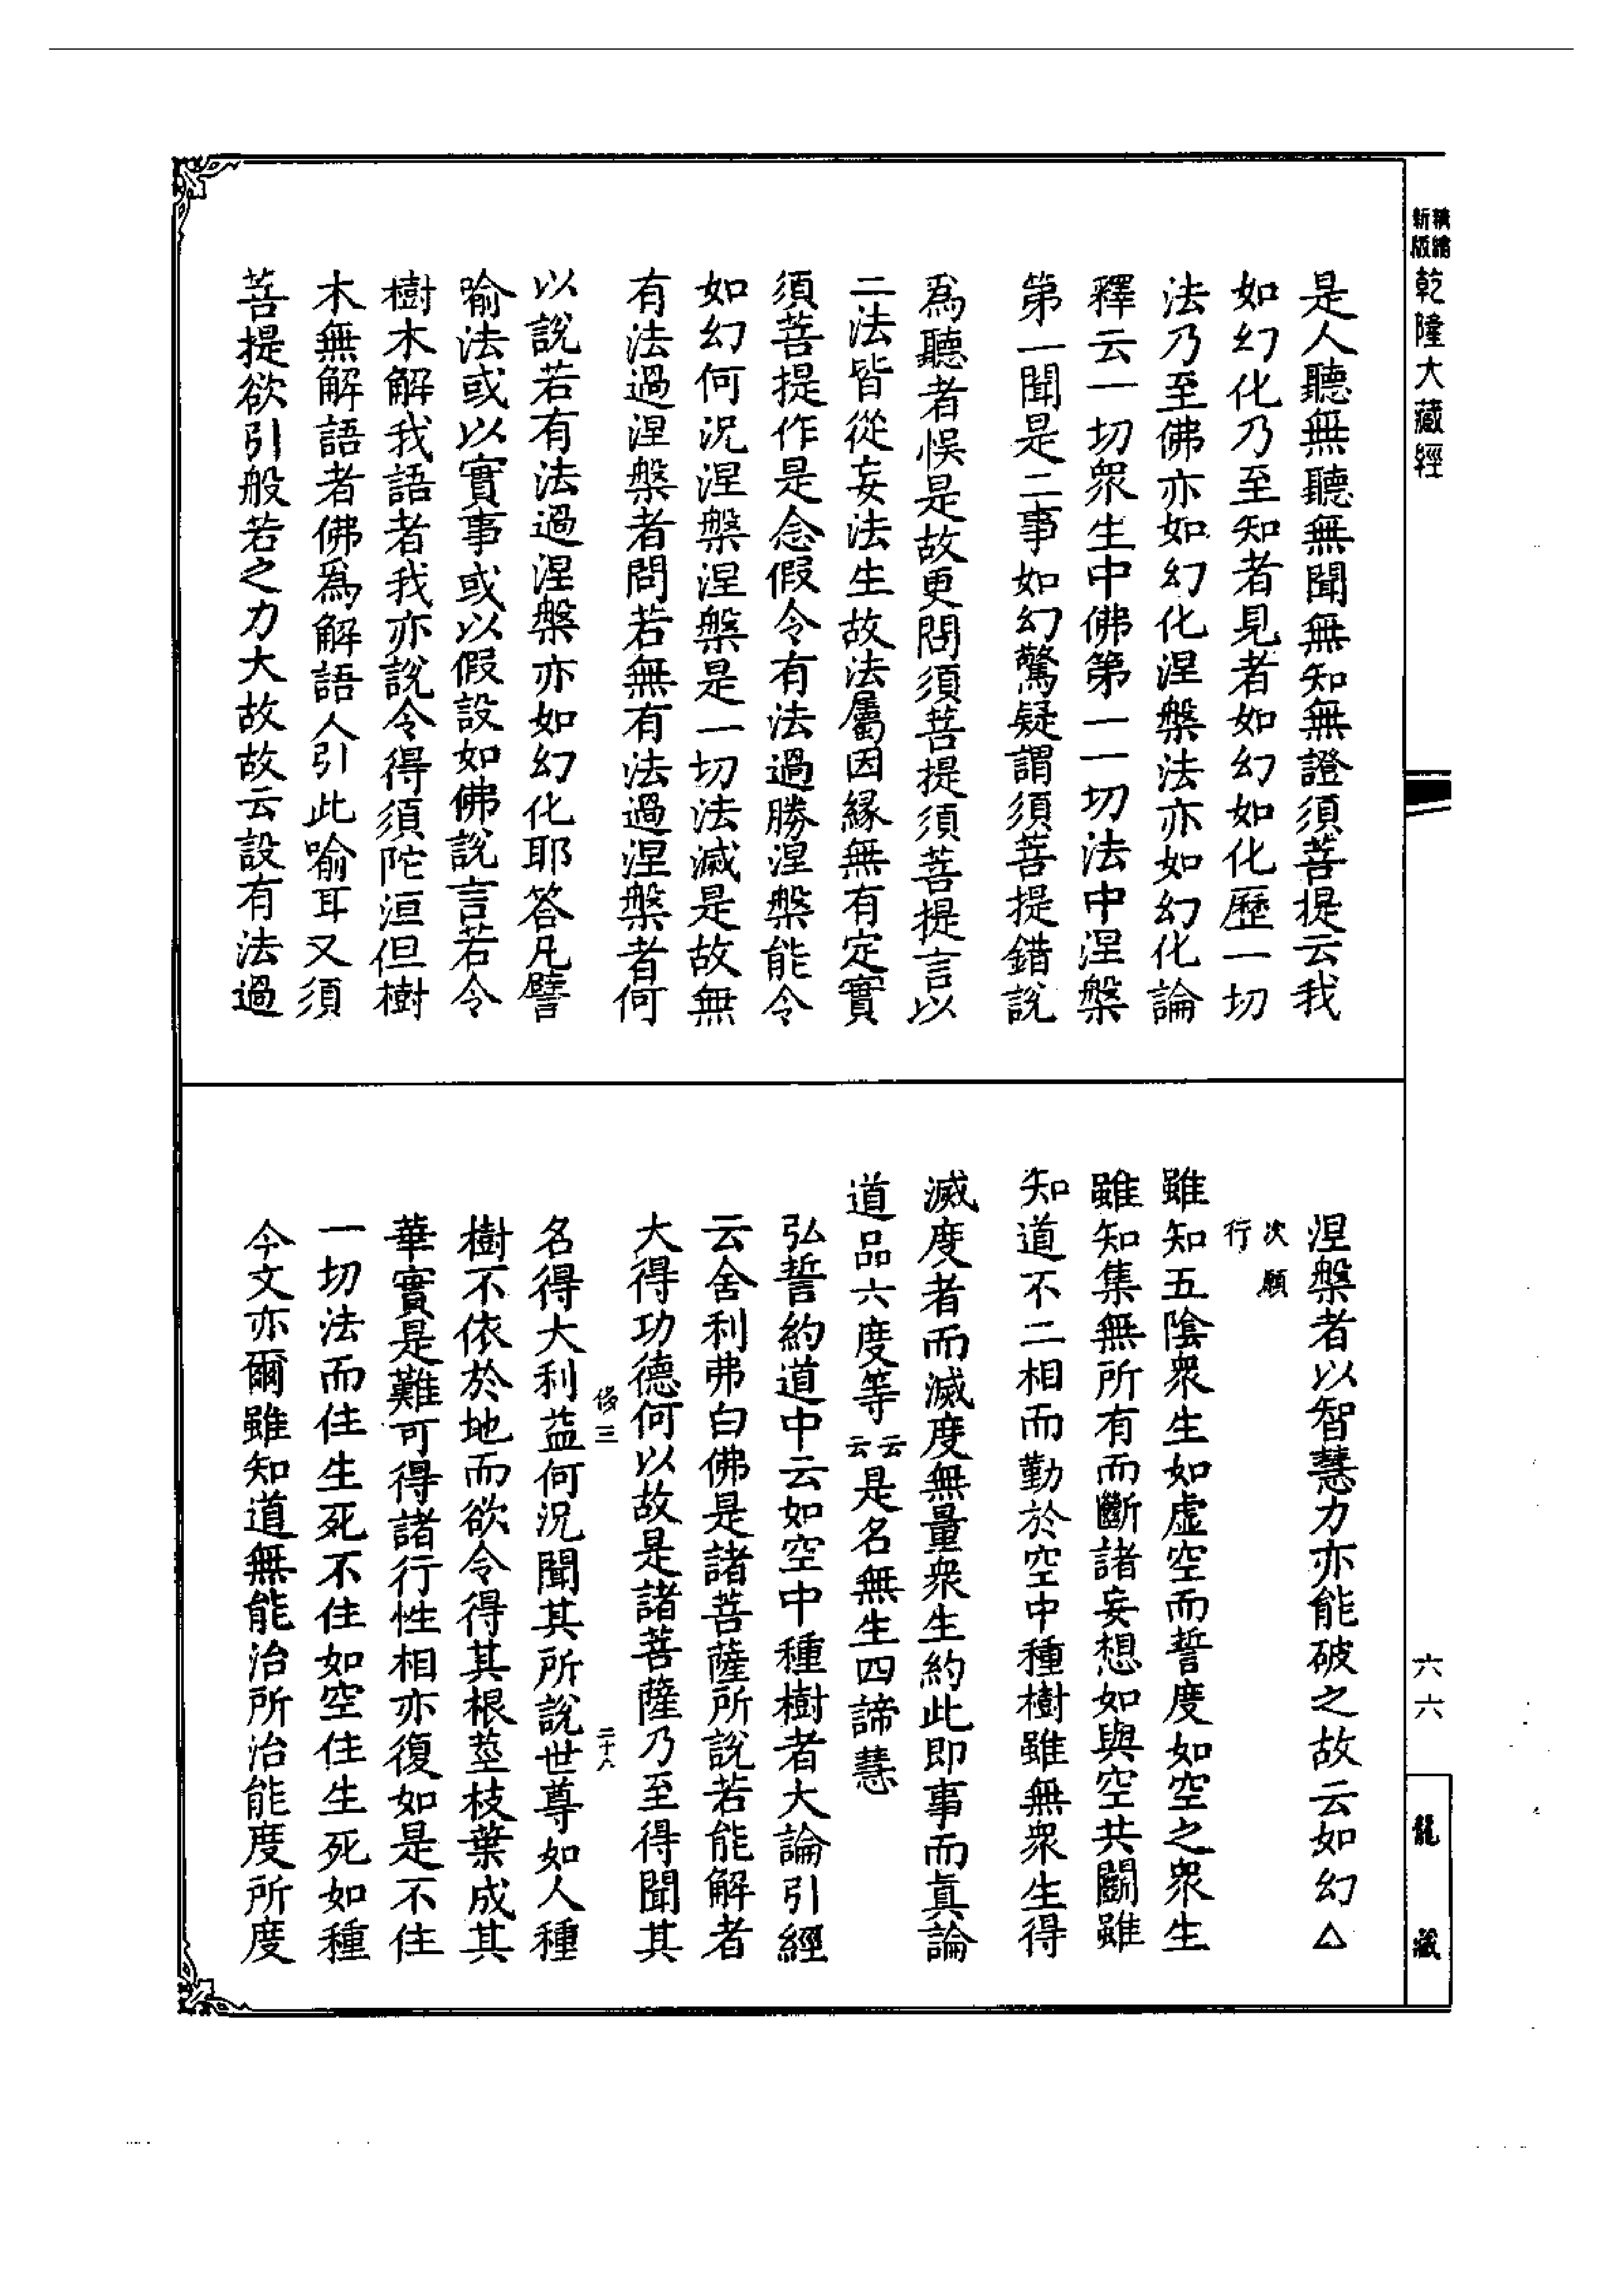 新版精縮
乾隆大藏經
六六
龍藏
是人聽無聽無聞無知無證須菩提云我
如幻化乃至知者見者如幻如化歷一切
法乃至佛亦如幻化涅槃法亦如幻化論
釋云一切衆生中佛第一一切法中涅槃
第一聞是二事如幻驚疑謂須菩提錯說
爲聽者悞是故更問須菩提須菩提言以
二法皆從妄法生故法屬因緣無有定實
須菩提作是念假令有法過勝涅槃能令
如幻何況涅槃涅槃是一切法滅是故無
有法過涅槃者問若無有法過涅槃者何
以說若有法過涅槃亦如幻化耶答凡譬
喻法或以實事或以假設如佛說言若令
樹木解我語者我亦說令得須陀洹但樹
木無解語者佛爲解語人引此喻耳又須
菩提欲引般若之力大故故云設有法過
涅槃者以智慧力亦能破之故云如幻△
次願行
雖知五陰衆生如虛空而誓度如空之衆生
雖知集無所有而斷諸妄想如與空共鬭雖
知道不二相而勤於空中種樹雖無衆生得
滅度者而滅度無量衆生約此即事而眞論
道品六度等云云是名無生四諦慧
弘誓約道中云如空中種樹者大論引經
云舍利弗白佛是諸菩薩所說若能解者
大得功德何以故是諸菩薩乃至得聞其
侈三 二十八
名得大利益何況聞其所說世尊如人種
樹不依於地而欲令得其根莖枝葉成其
華實是難可得諸行性相亦復如是不住
一切法而住生死不住如空住生死如種
今文亦爾雖知道無能治所治能度所度